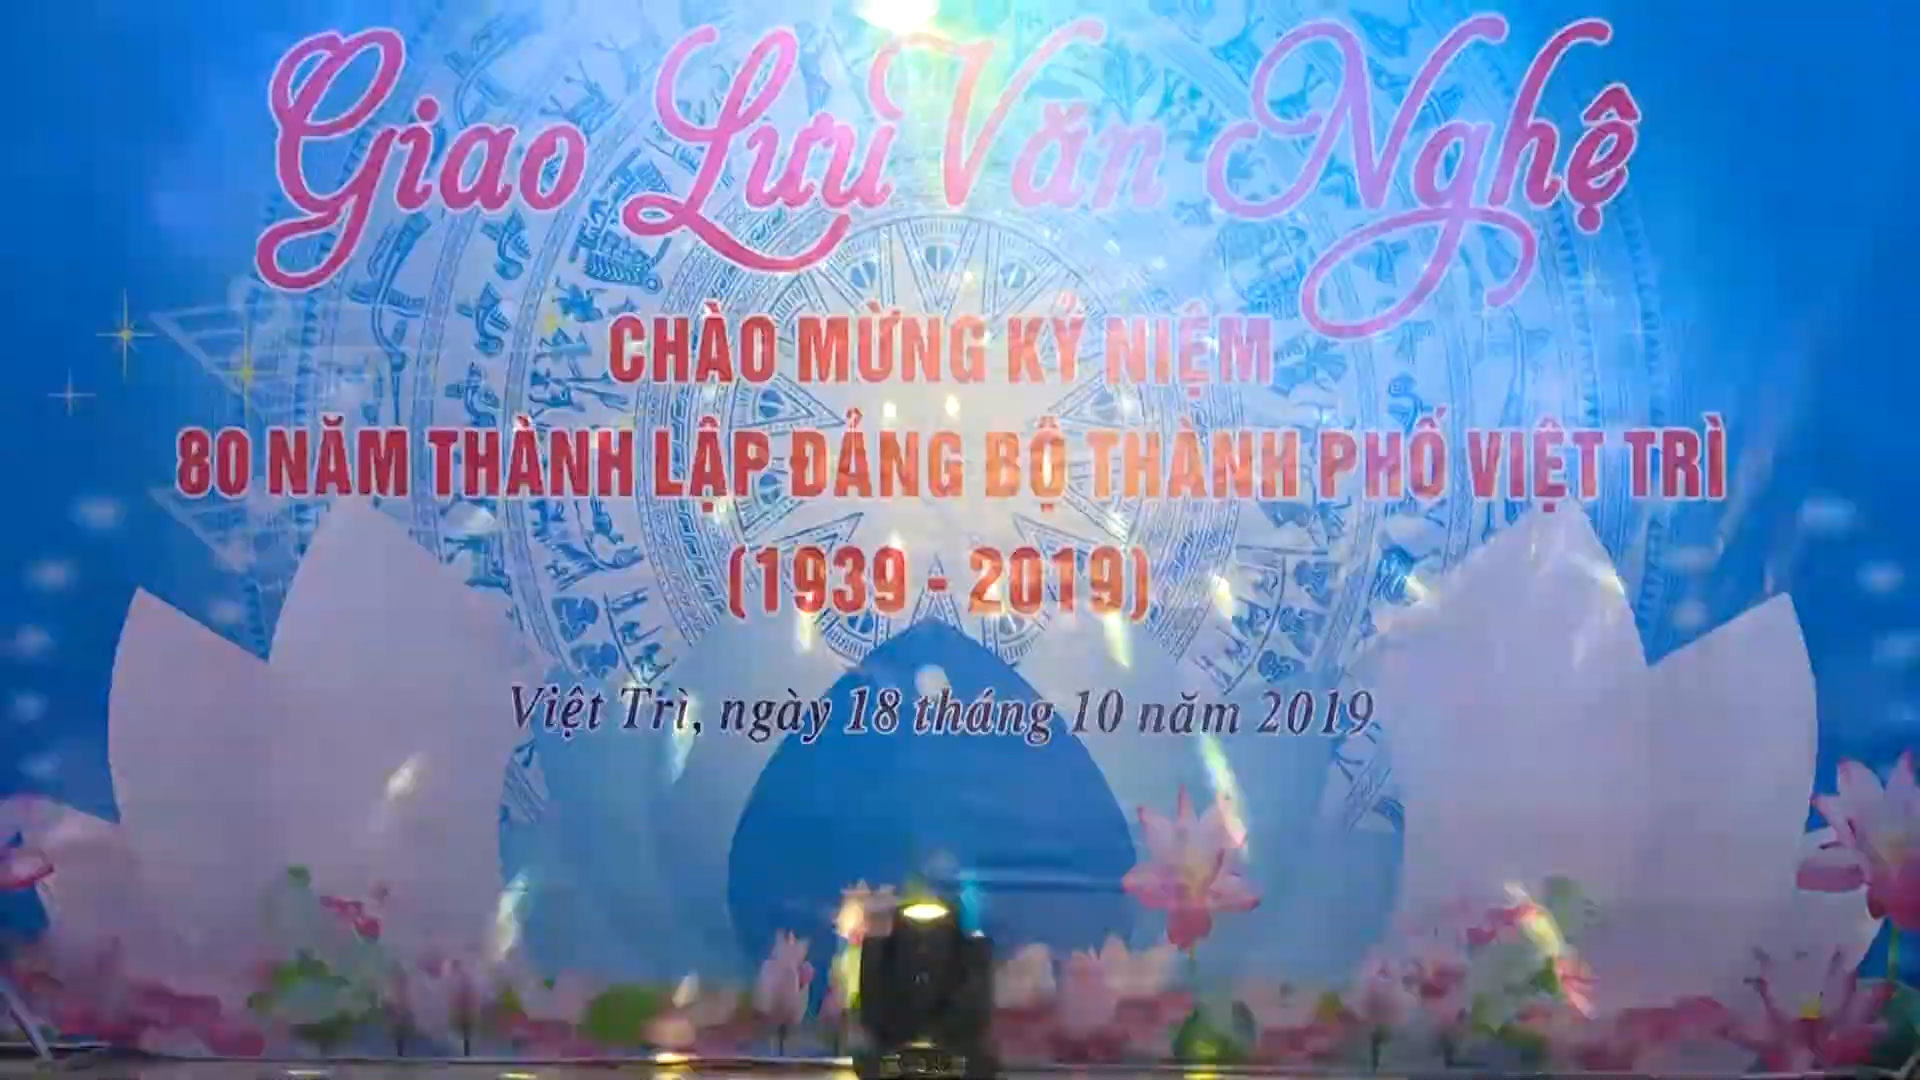 Giao Lưu Văn Nghệ
CHÀO MỪNG KỶ NIỆM
80 NĂM THÀNH LẬP ĐẢNG BỘ THÀNH PHỐ VIỆT TRÌ
(1939 - 2019)
Việt Trì, ngày 18 tháng 10 năm 2019